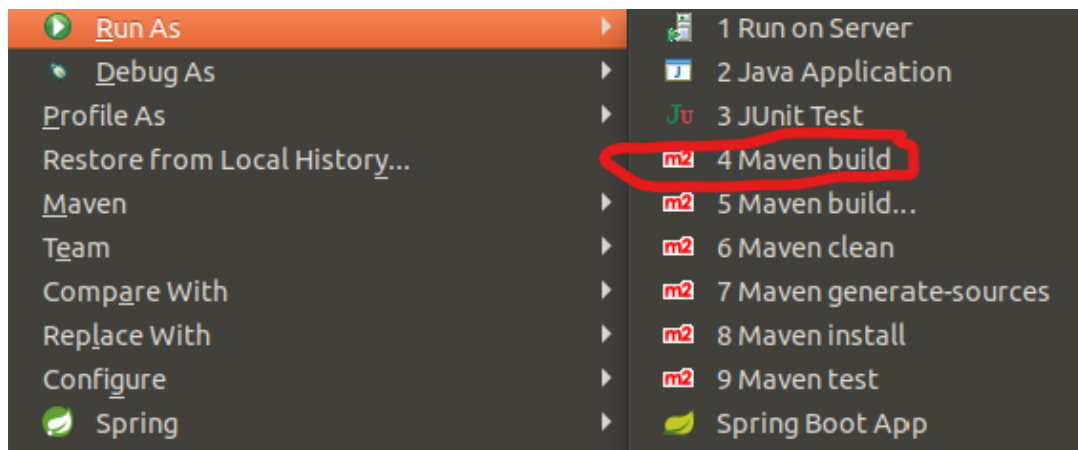 Run As
Debug As
Profile As
Restore from Local History...
Maven
Team
Compare With
Replace With
Configure
Spring
1 Run on Server
J 2 Java Application
Ju 3 JUnit Test
m2 4 Maven build
m2 5 Maven build...
m2 6 Maven clean
m2 7 Maven generate-sources
m2 8 Maven install
m2 9 Maven test
Spring Boot App